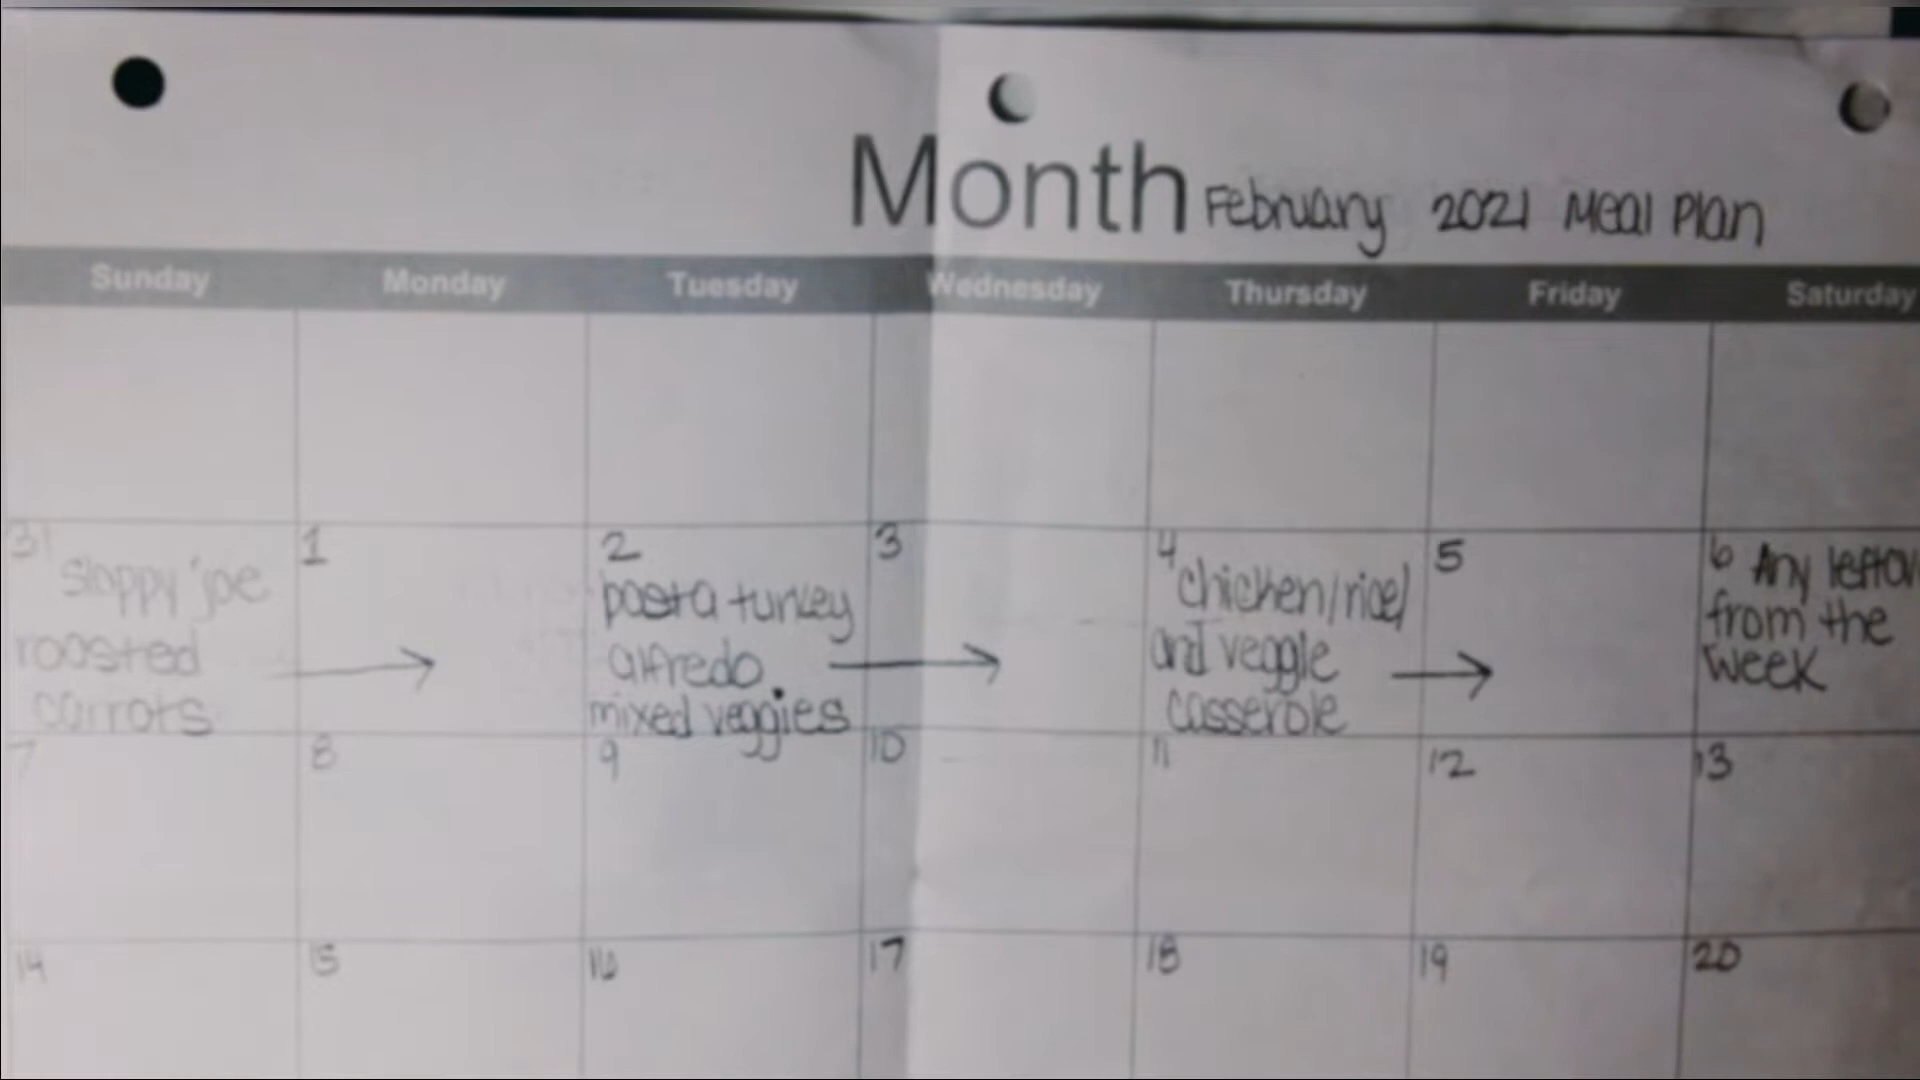 Month February 2021 Meal Plan
Sunday Monday Tuesday Wednesday Thursday Friday Saturday
31
sloppy joe
roasted
carrots
1
2
pasta turkey
alfredo
mixed veggies
3
4
chicken/rice/
and veggie
casserole
5
6 Any
from the
week
7 8 9 10 11 12 13
14 15 16 17 18 19 20